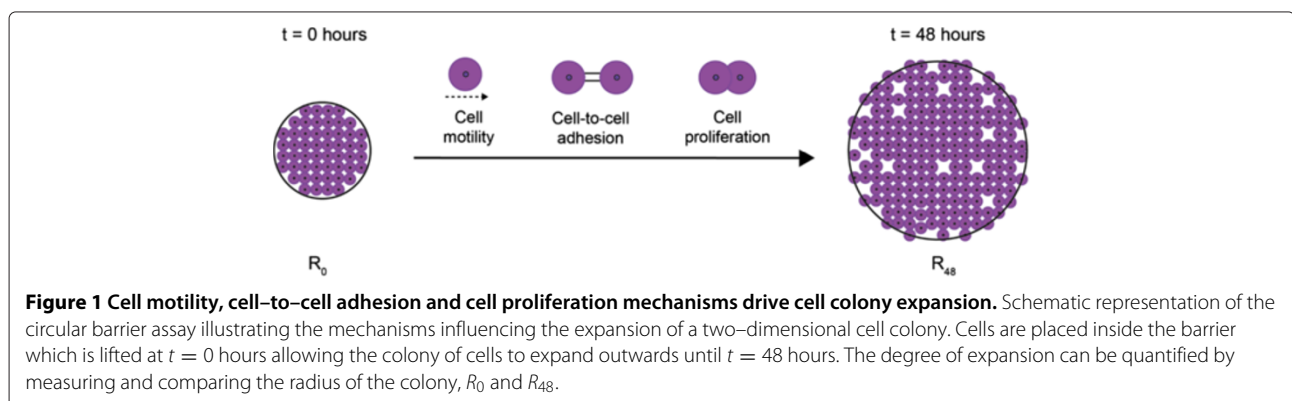 t = 0 hours
t = 48 hours
Cell
motility
Cell-to-cell
adhesion
Cell
proliferation
R₀
R₄₈
Figure 1 Cell motility, cell–to–cell adhesion and cell proliferation mechanisms drive cell colony expansion. Schematic representation of the
circular barrier assay illustrating the mechanisms influencing the expansion of a two–dimensional cell colony. Cells are placed inside the barrier
which is lifted at t = 0 hours allowing the colony of cells to expand outwards until t = 48 hours. The degree of expansion can be quantified by
measuring and comparing the radius of the colony, R₀ and R₄₈.